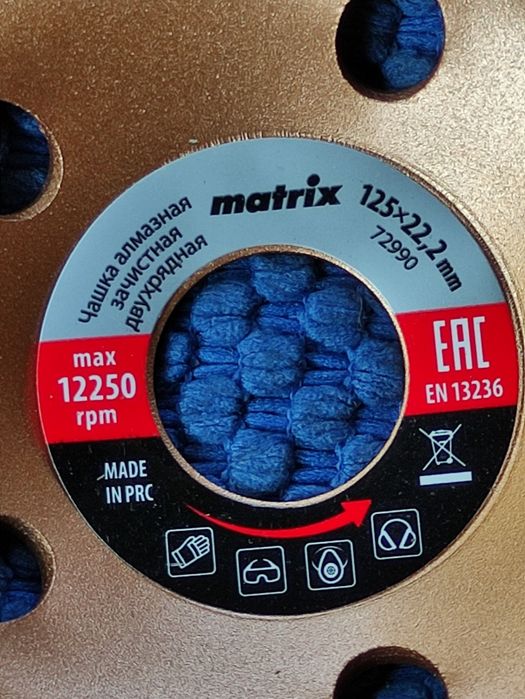 Чашка алмазная
зачистная
двухрядная
matrix
125×22,2 mm
72990
max
12250
rpm
EAC
EN 13236
MADE
IN PRC